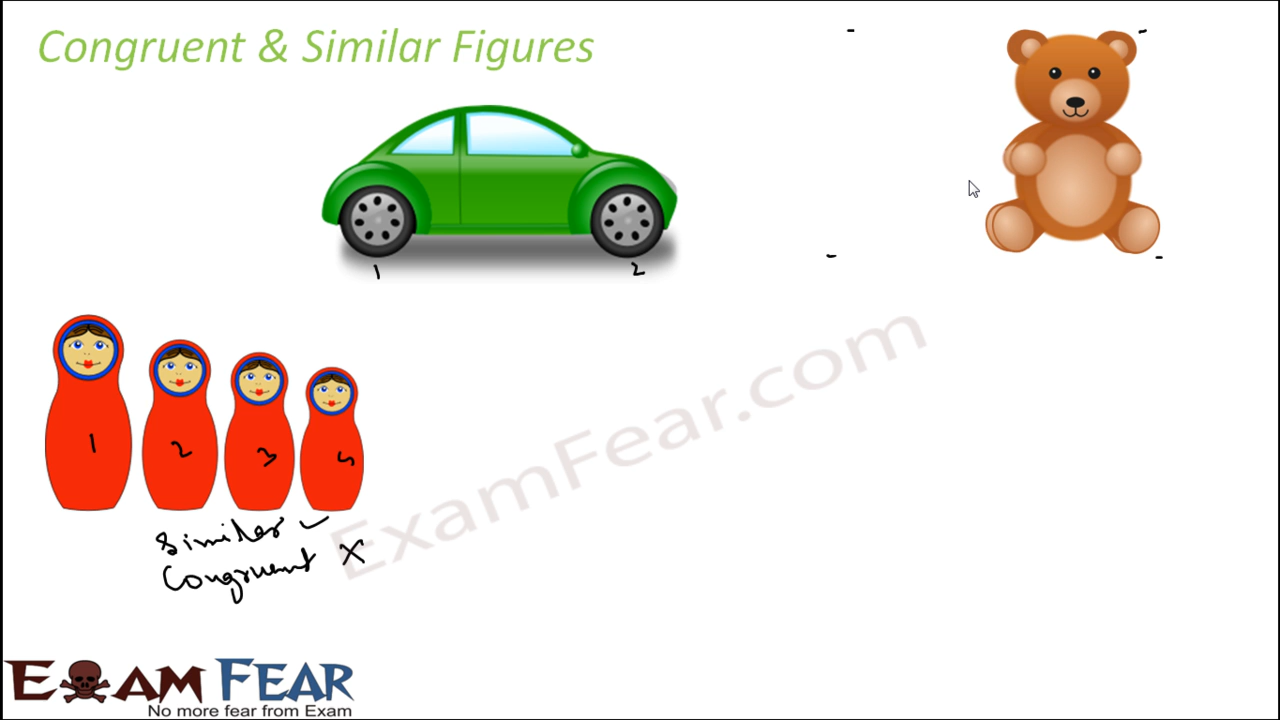 Congruent & Similar Figures
1
2
1
2
3
4
Similar
Congruent X
ExamFear.com
EXAM FEAR
No more fear from Exam